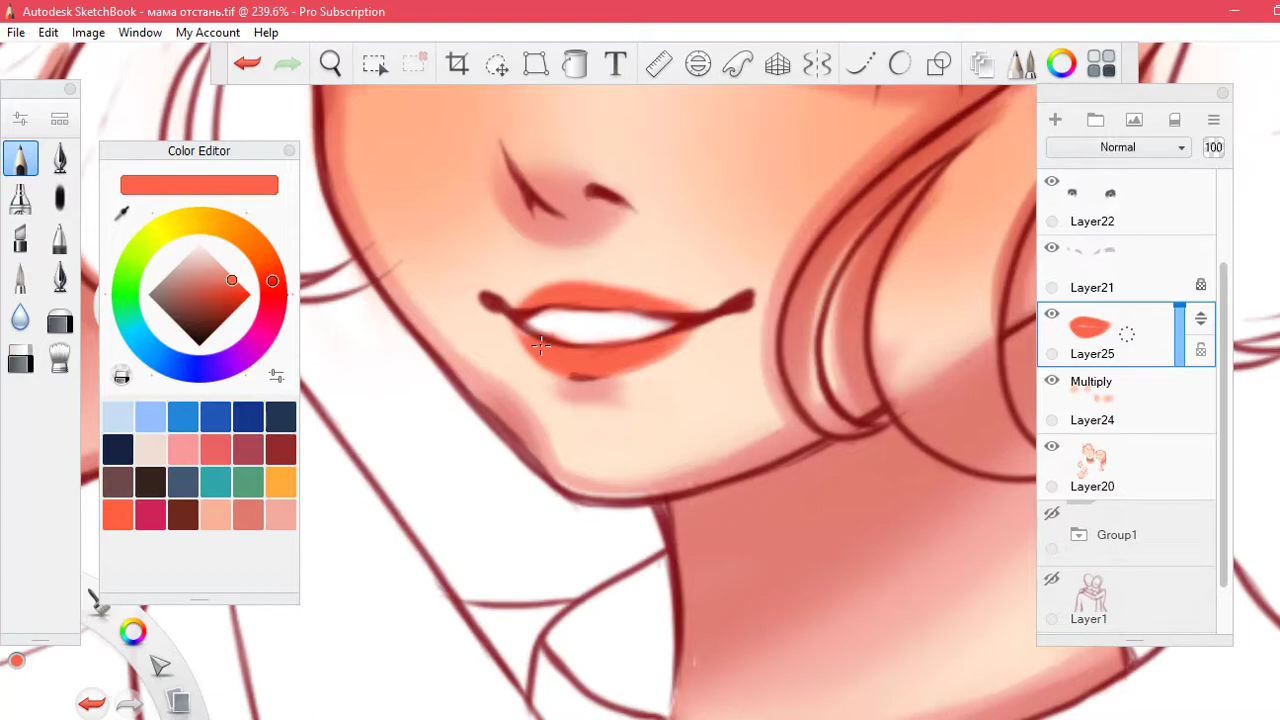 Autodesk SketchBook - мама отстань.tif @ 239.6% - Pro Subscription
File Edit Image Window My Account Help
Color Editor
Normal
100
Layer22
Layer21
Layer25
Multiply
Layer24
Layer20
Group1
Layer1